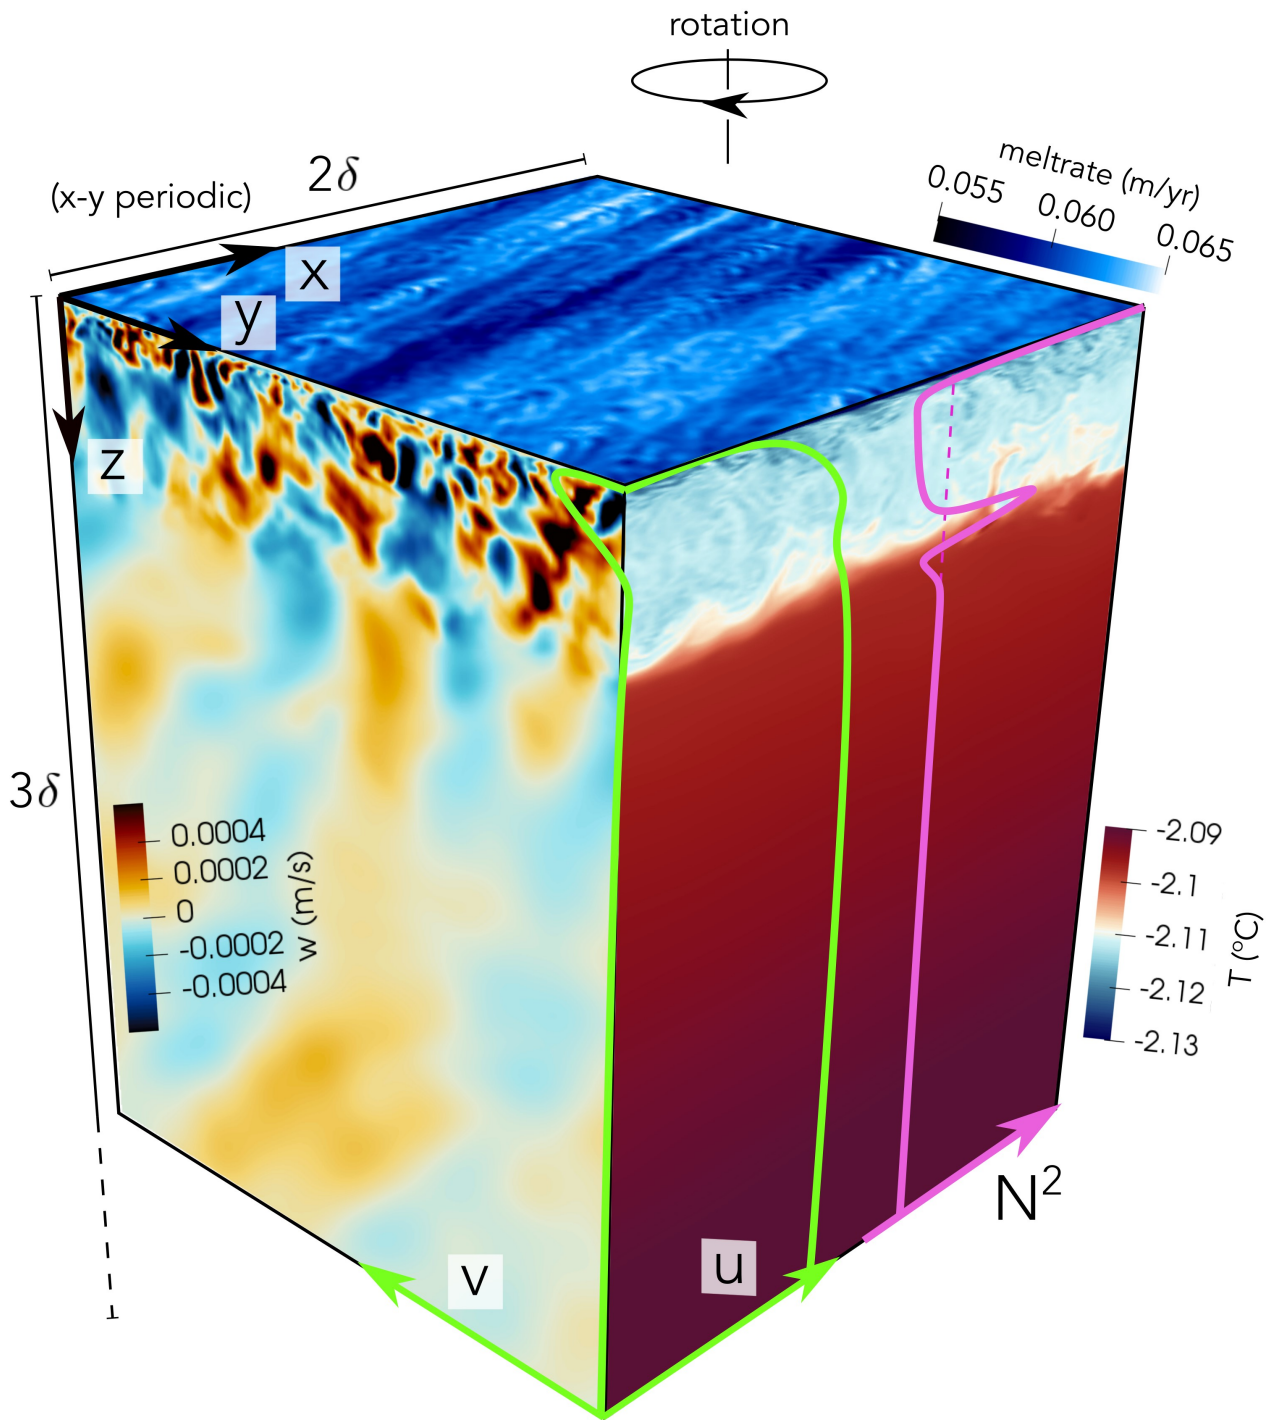 rotation
meltrate (m/yr)
0.055
0.060
0.065
2δ
(x-y periodic)
x
y
z
3δ
0.0004
0.0002
0
-0.0002
-0.0004
w (m/s)
-2.09
-2.1
-2.11
-2.12
-2.13
T (°C)
N²
u
v